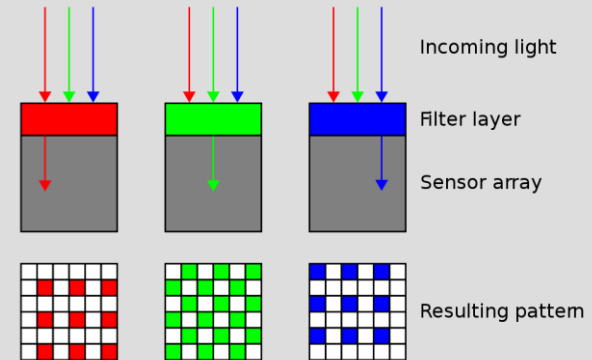 Incoming light
Filter layer
Sensor array
Resulting pattern